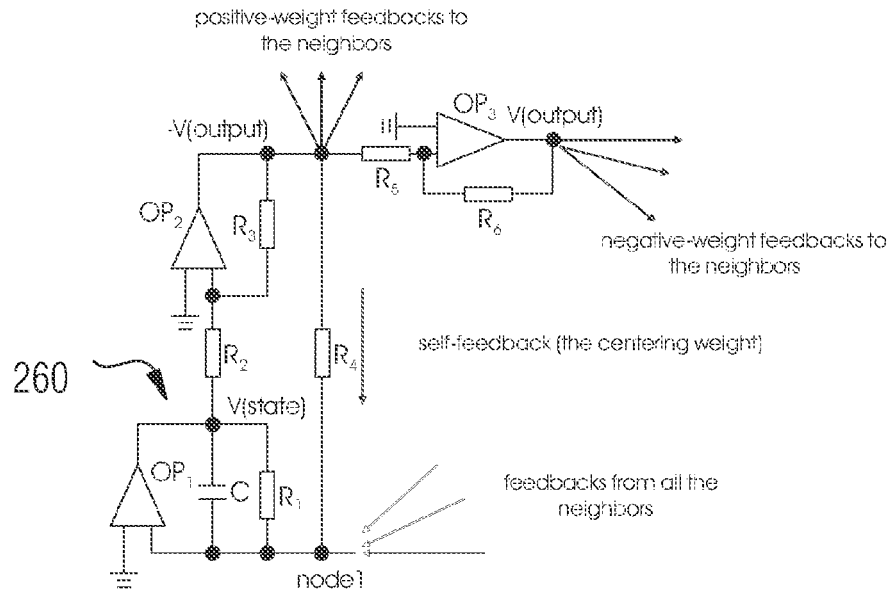 positive-weight feedbacks to
the neighbors
OP3
V(output)
-V(output)
R5
OP2
R3
R6
negative-weight feedbacks to
the neighbors
R2
R4
self-feedback (the centering weight)
260
V(state)
OP1
C
R1
feedbacks from all the
neighbors
node1